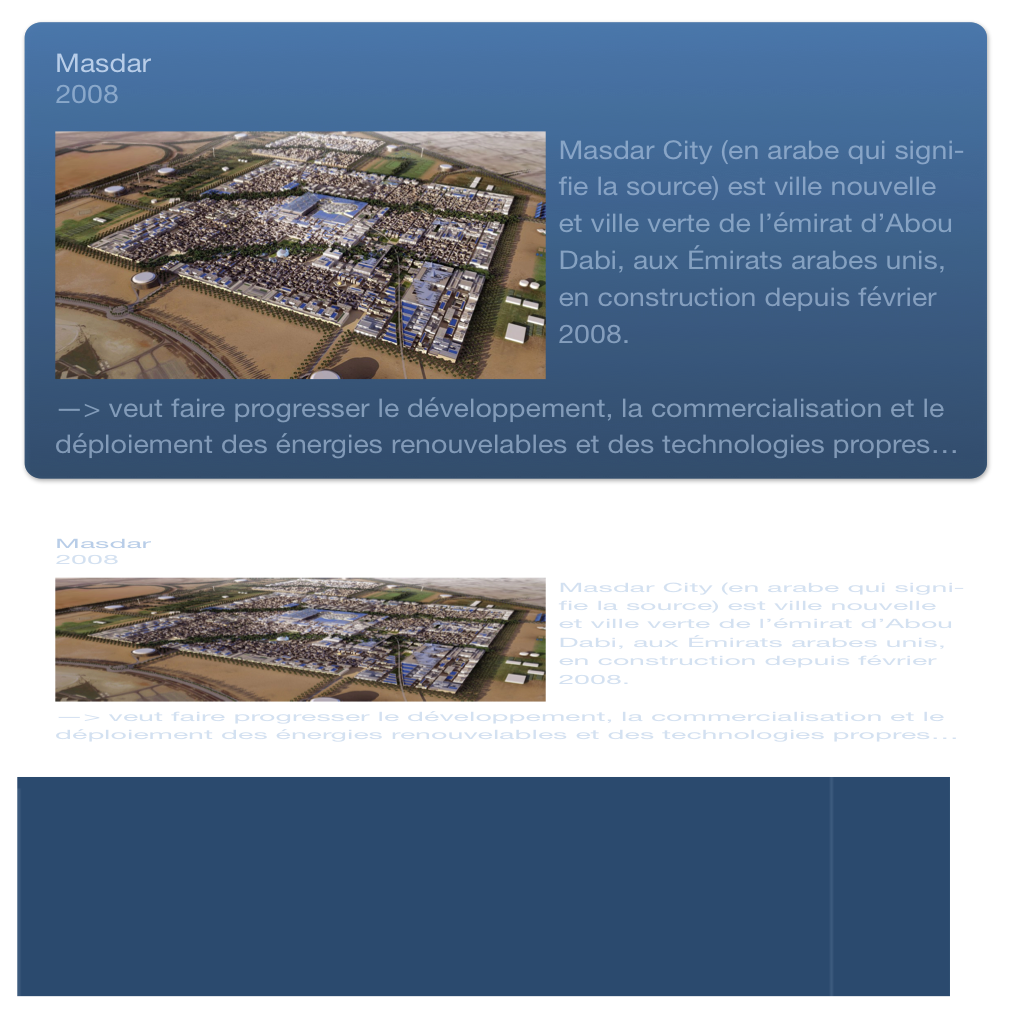 Masdar
2008
Masdar City (en arabe qui signi-
fie la source) est ville nouvelle
et ville verte de l’émirat d’Abou
Dabi, aux Émirats arabes unis,
en construction depuis février
2008.
—> veut faire progresser le développement, la commercialisation et le
déploiement des énergies renouvelables et des technologies propres…
Masdar
2008
Masdar City (en arabe qui signi-
fie la source) est ville nouvelle
et ville verte de l’émirat d’Abou
Dabi, aux Émirats arabes unis,
en construction depuis février
2008.
—> veut faire progresser le développement, la commercialisation et le
déploiement des énergies renouvelables et des technologies propres…